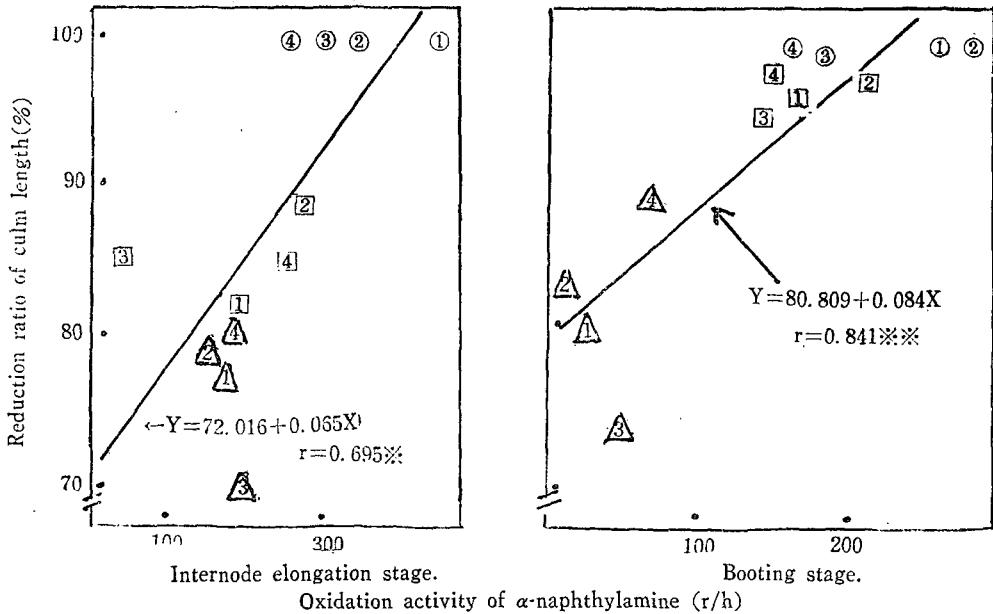 Reduction ratio of culm length(%)
100
90
80
70
④ ③ ② ①
2
3
4
1
4
2
1
3
←Y=72.016+0.065X)
r=0.695※
100 300
Internode elongation stage.
④ ③ ① ②
4
1
2
3
4
2
1
3
Y=80.809+0.084X
r=0.841※※
100 200
Booting stage.
Oxidation activity of α-naphthylamine (r/h)